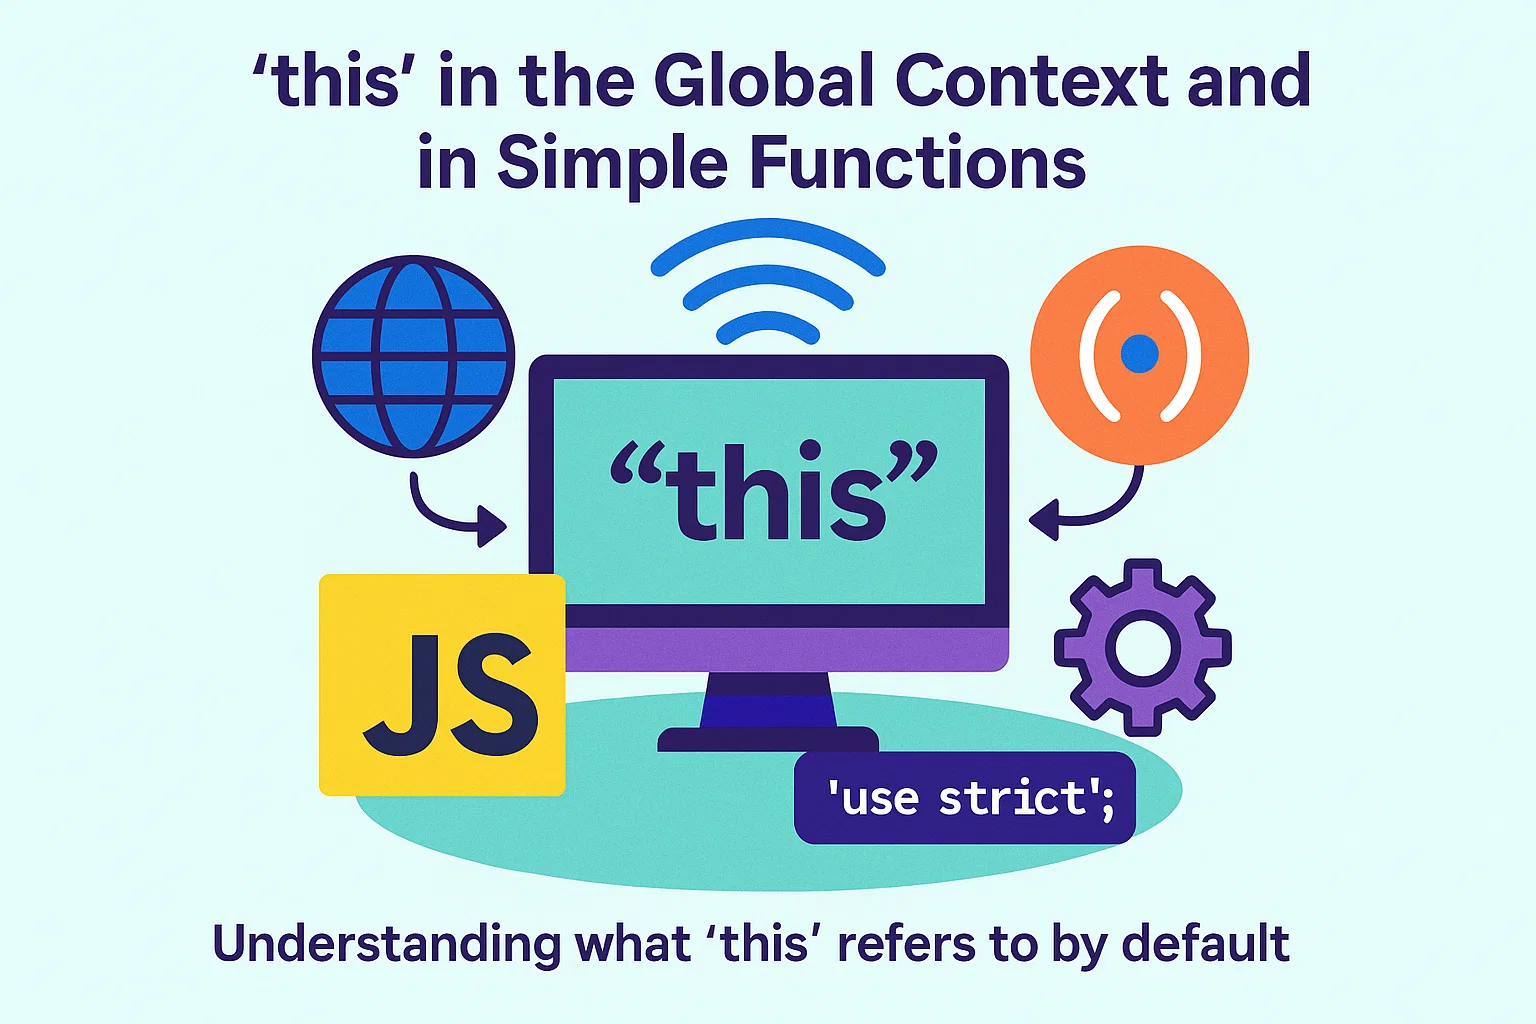 ‘this’ in the Global Context and
in Simple Functions
“this”
JS
'use strict';
Understanding what ‘this’ refers to by default